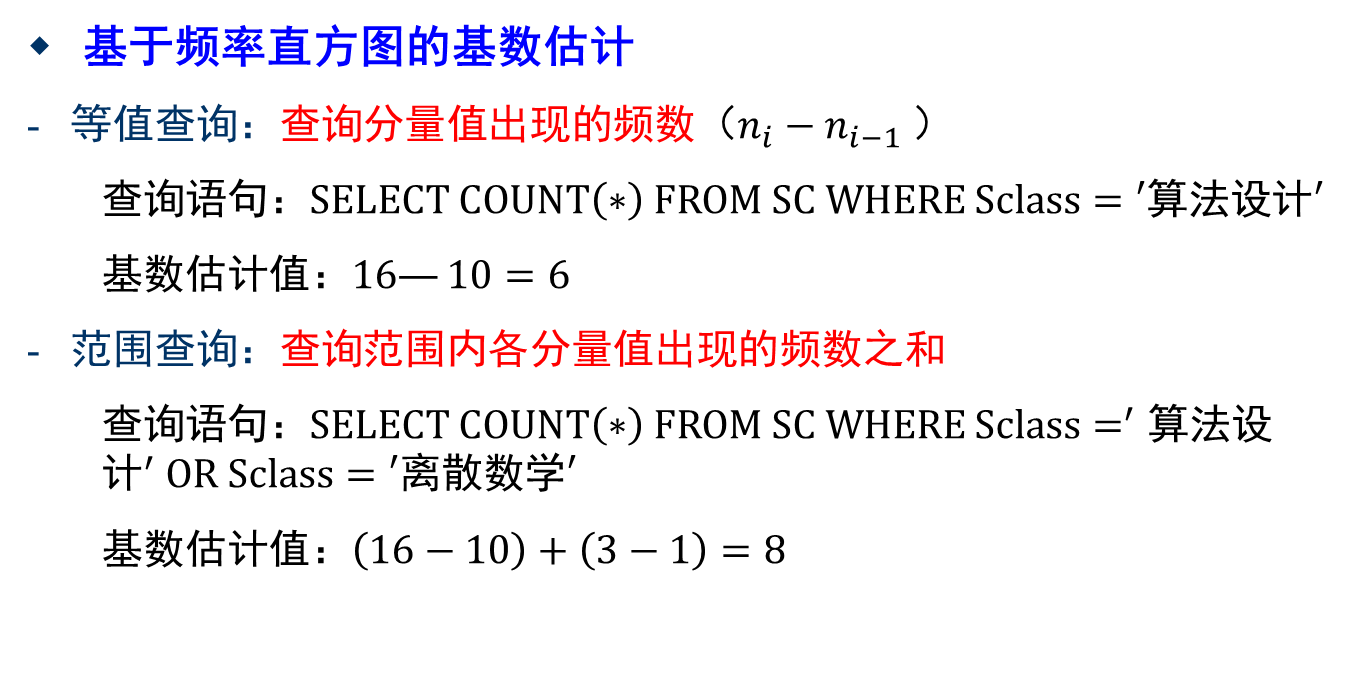 ◆ 基于频率直方图的基数估计
- 等值查询：查询分量值出现的频数（$n_i - n_{i-1}$ ）
查询语句：SELECT COUNT(∗) FROM SC WHERE Sclass = ′算法设计′
基数估计值：16— 10 = 6
- 范围查询：查询范围内各分量值出现的频数之和
查询语句：SELECT COUNT(∗) FROM SC WHERE Sclass =′ 算法设
计′ OR Sclass = ′离散数学′
基数估计值：(16 − 10) + (3 − 1) = 8